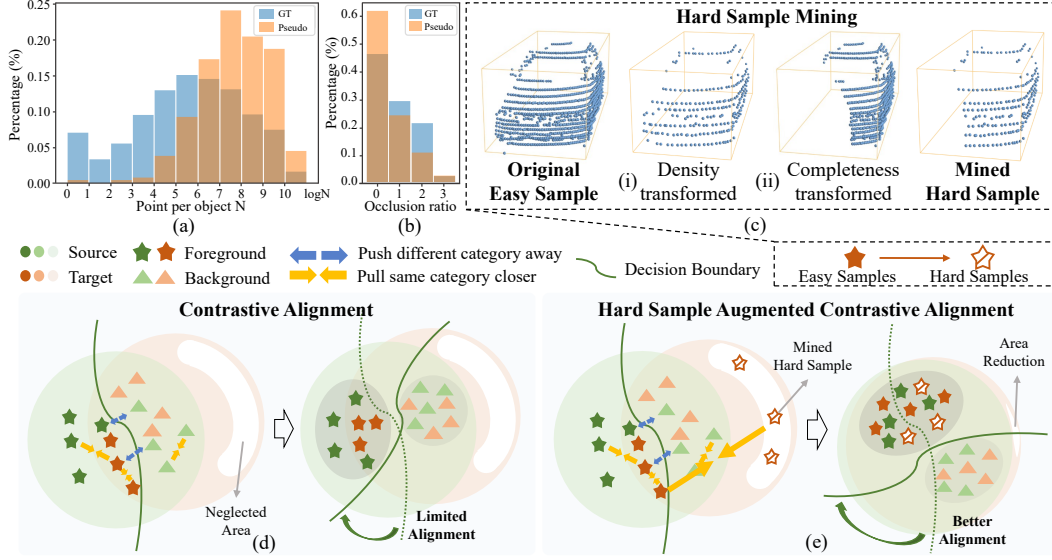 0.25
0.20
0.15
0.10
0.05
0.00
Percentage (%)
GT
Pseudo
0 1 2 3 4 5 6 7 8 9 10 logN
Point per object N
(a)
0.6
0.5
0.4
0.3
0.2
0.1
0.0
Percentage (%)
GT
Pseudo
0 1 2 3
Occlusion ratio
(b)
Hard Sample Mining
Original
Easy Sample
(i)
Density
transformed
(ii)
Completeness
transformed
Mined
Hard Sample
(c)
Source
Foreground
Push different category away
Decision Boundary
Target
Background
Pull same category closer
Easy Samples
Hard Samples
Contrastive Alignment
Neglected
Area
Limited
Alignment
(d)
Hard Sample Augmented Contrastive Alignment
Mined
Hard Sample
Area
Reduction
Better
Alignment
(e)